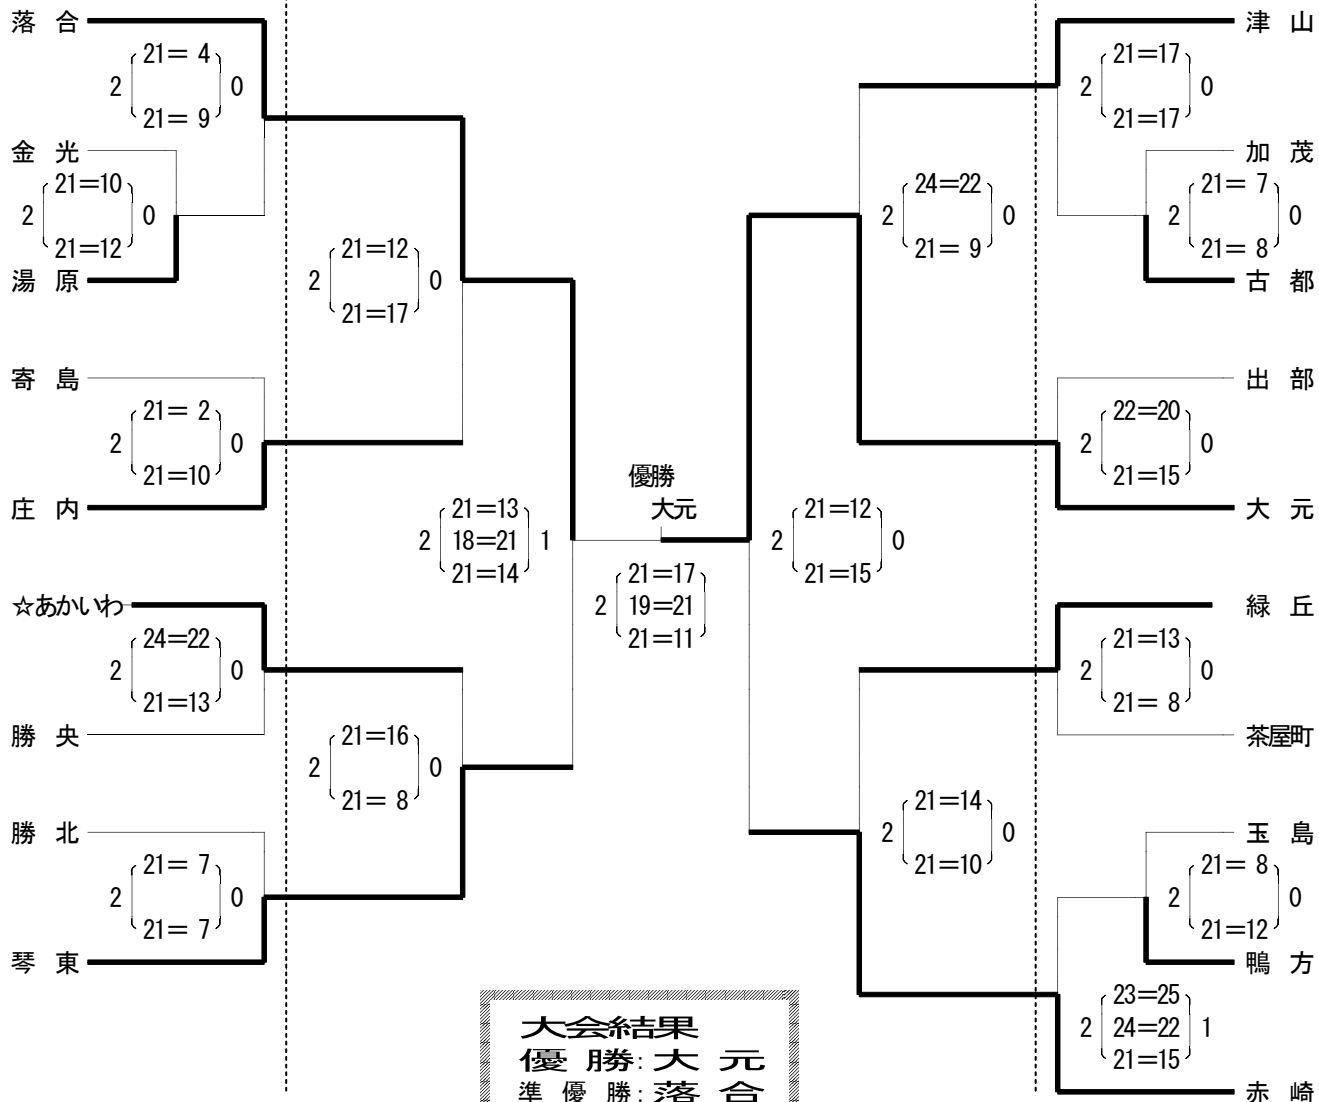 落 合
21= 4
2 0
21= 9
金 光
21=10
2 0
21=12
湯 原
21=12
2 0
21=17
寄 島
21= 2
2 0
21=10
庄 内
21=13
2 18=21 1
21=14
☆あかいわ
24=22
2 0
21=13
勝 央
21=16
2 0
21= 8
勝 北
21= 7
2 0
21= 7
琴 東
優勝
大元
21=17
2 19=21
21=11
津 山
21=17
2 0
21=17
加 茂
21= 7
2 0
21= 8
古 都
24=22
2 0
21= 9
出 部
22=20
2 0
21=15
大 元
21=12
2 0
21=15
緑 丘
21=13
2 0
21= 8
茶屋町
21=14
2 0
21=10
玉 島
21= 8
2 0
21=12
鴨 方
23=25
2 24=22 1
21=15
赤 崎
大会結果
優 勝:大 元
準 優 勝:落 合